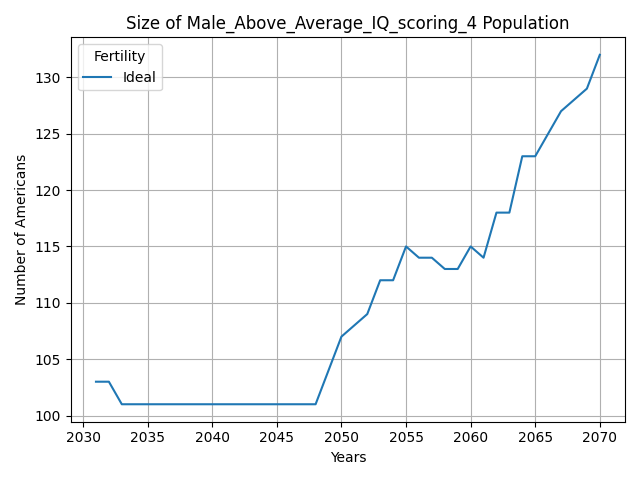 Size of Male_Above_Average_IQ_scoring_4 Population
Fertility
Ideal
Number of Americans
130
125
120
115
110
105
100
2030 2035 2040 2045 2050 2055 2060 2065 2070
Years